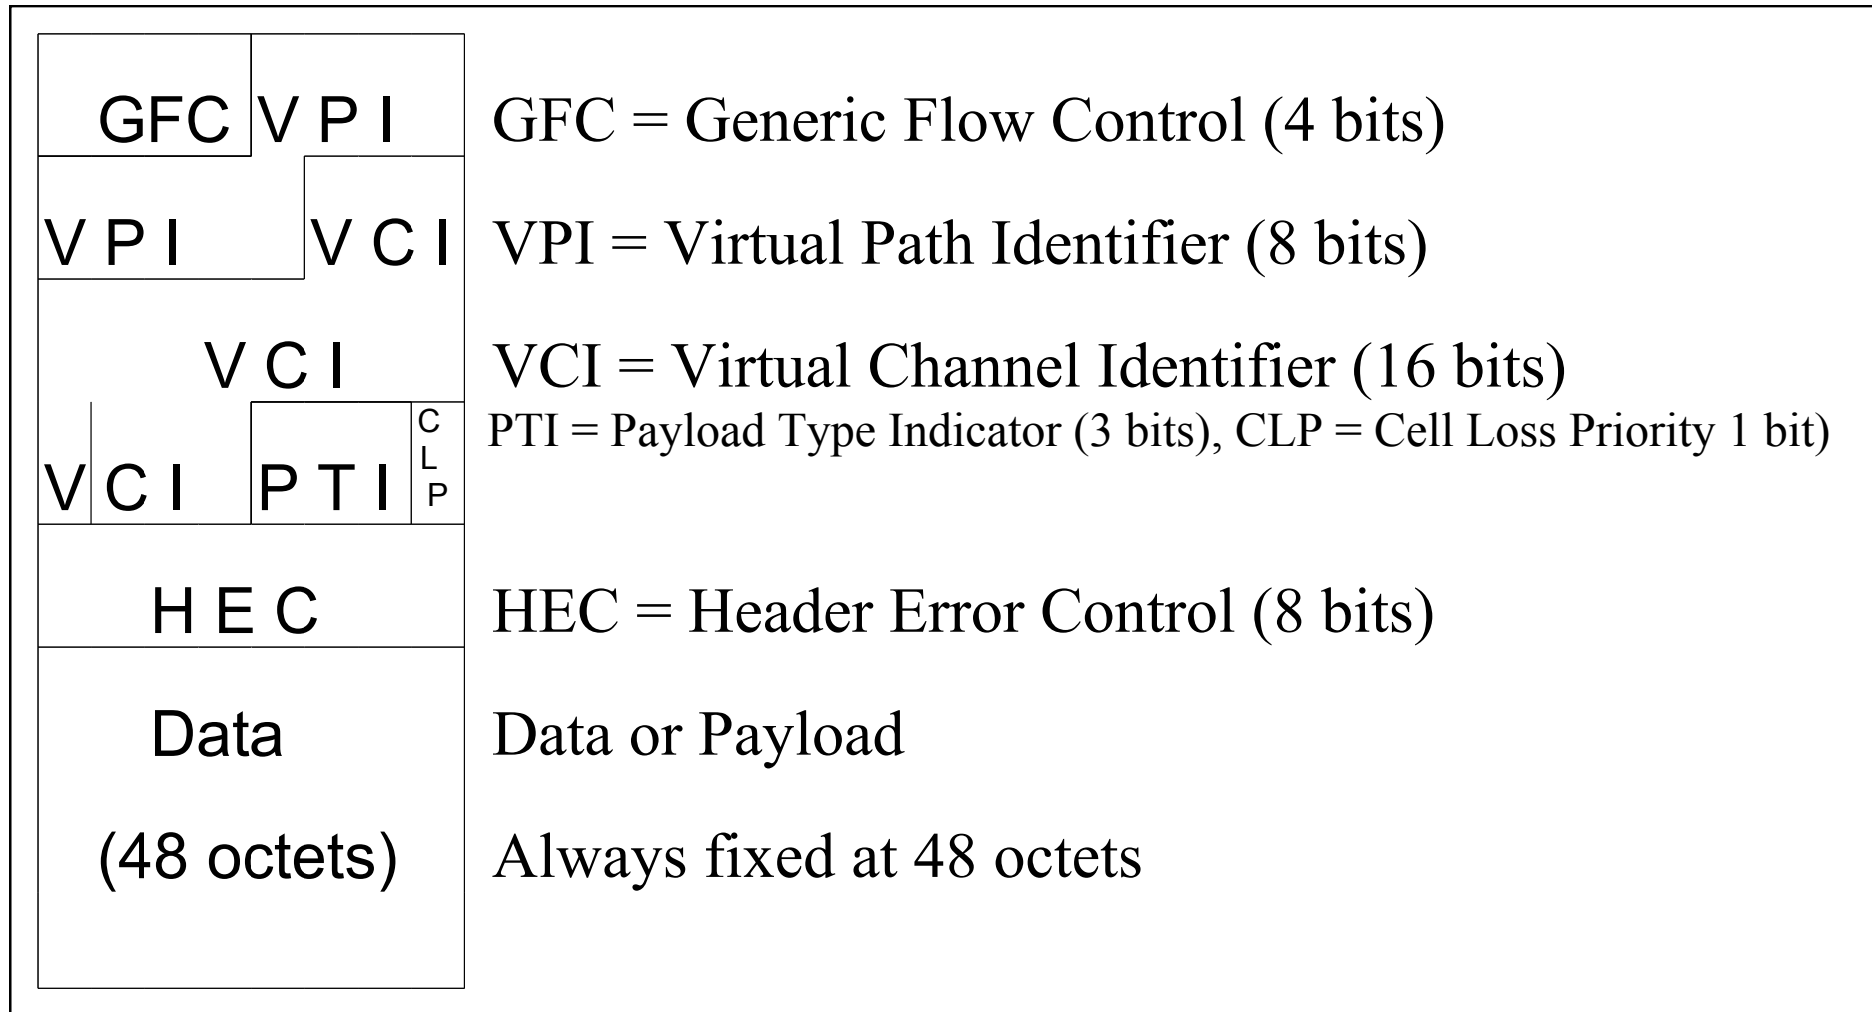 GFC V P I GFC = Generic Flow Control (4 bits)
V P I V C I VPI = Virtual Path Identifier (8 bits)
V C I VCI = Virtual Channel Identifier (16 bits)
V C I P T I C L P PTI = Payload Type Indicator (3 bits), CLP = Cell Loss Priority 1 bit)
H E C HEC = Header Error Control (8 bits)
Data Data or Payload
(48 octets) Always fixed at 48 octets